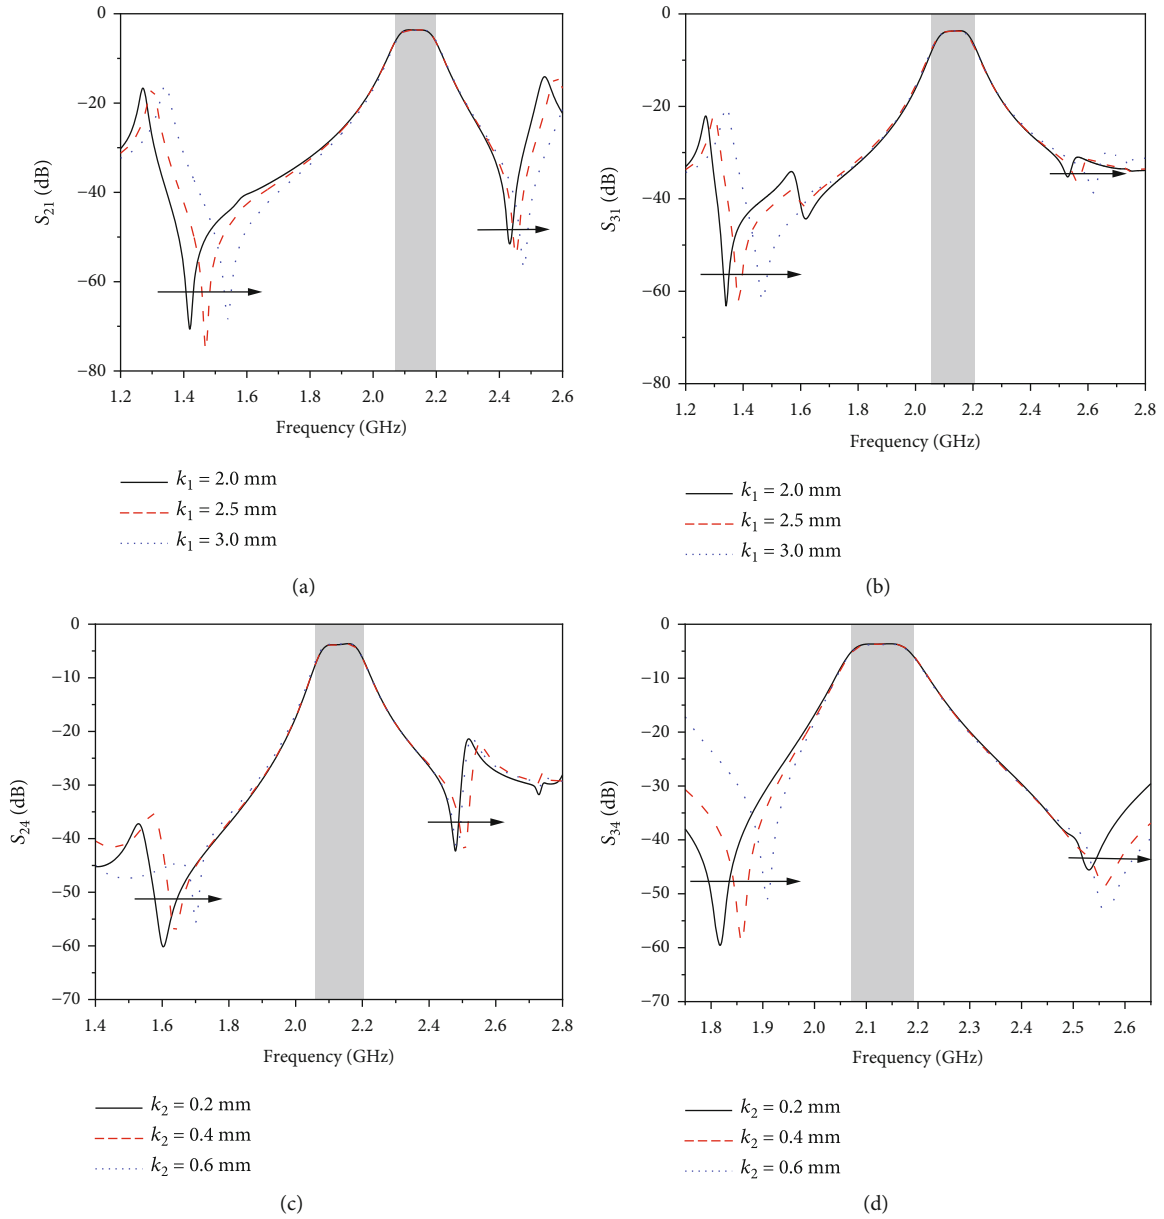 0
−20
−40
−60
−80
S21 (dB)
1.2 1.4 1.6 1.8 2.0 2.2 2.4 2.6
Frequency (GHz)
k1 = 2.0 mm
k1 = 2.5 mm
k1 = 3.0 mm
(a)
0
−20
−40
−60
−80
S31 (dB)
1.2 1.4 1.6 1.8 2.0 2.2 2.4 2.6 2.8
Frequency (GHz)
k1 = 2.0 mm
k1 = 2.5 mm
k1 = 3.0 mm
(b)
0
−10
−20
−30
−40
−50
−60
−70
S24 (dB)
1.4 1.6 1.8 2.0 2.2 2.4 2.6 2.8
Frequency (GHz)
k2 = 0.2 mm
k2 = 0.4 mm
k2 = 0.6 mm
(c)
0
−10
−20
−30
−40
−50
−60
−70
S34 (dB)
1.8 1.9 2.0 2.1 2.2 2.3 2.4 2.5 2.6
Frequency (GHz)
k2 = 0.2 mm
k2 = 0.4 mm
k2 = 0.6 mm
(d)